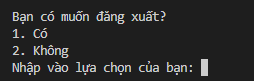 Bạn có muốn đăng xuất?
1. Có
2. Không
Nhập vào lựa chọn của bạn: